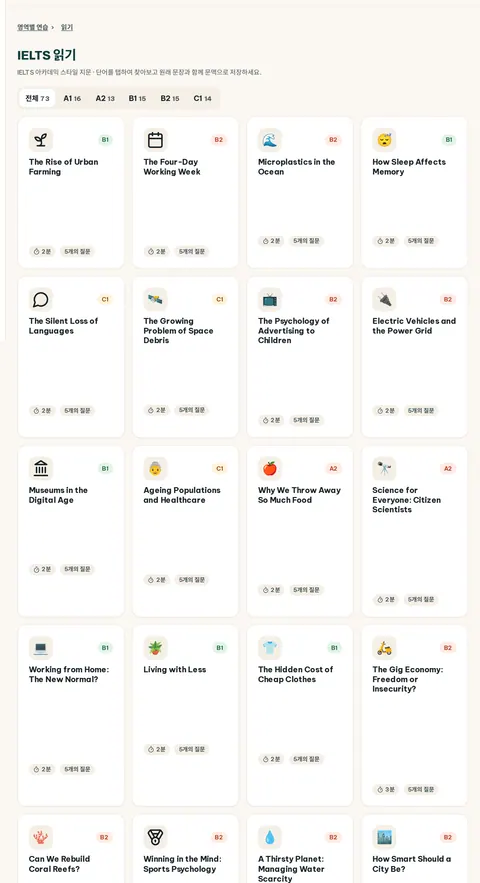 영역별 연습 › 읽기
IELTS 읽기
IELTS 아카데믹 스타일 지문 · 단어를 탭하여 찾아보고 원래 문장과 함께 문맥으로 저장하세요.
전체 73 A1 16 A2 13 B1 15 B2 15 C1 14
B1
The Rise of Urban
Farming
2분 5개의 질문
B2
The Four-Day
Working Week
2분 5개의 질문
B2
Microplastics in the
Ocean
2분 5개의 질문
B1
How Sleep Affects
Memory
2분 5개의 질문
C1
The Silent Loss of
Languages
2분 5개의 질문
C1
The Growing
Problem of Space
Debris
2분 5개의 질문
B2
The Psychology of
Advertising to
Children
2분 5개의 질문
B2
Electric Vehicles and
the Power Grid
2분 5개의 질문
B1
Museums in the
Digital Age
2분 5개의 질문
C1
Ageing Populations
and Healthcare
2분 5개의 질문
A2
Why We Throw Away
So Much Food
2분 5개의 질문
A2
Science for
Everyone: Citizen
Scientists
2분 5개의 질문
B1
Working from Home:
The New Normal?
2분 5개의 질문
B1
Living with Less
2분 5개의 질문
B1
The Hidden Cost of
Cheap Clothes
2분 5개의 질문
B2
The Gig Economy:
Freedom or
Insecurity?
3분 5개의 질문
B2
Can We Rebuild
Coral Reefs?
B2
Winning in the Mind:
Sports Psychology
B2
A Thirsty Planet:
Managing Water
Scarcity
B2
How Smart Should a
City Be?